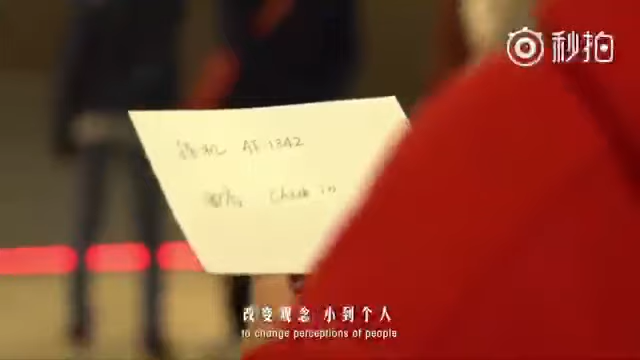 秒拍
AF 1342
Check in
改变观念 小到个人
to change perceptions of people